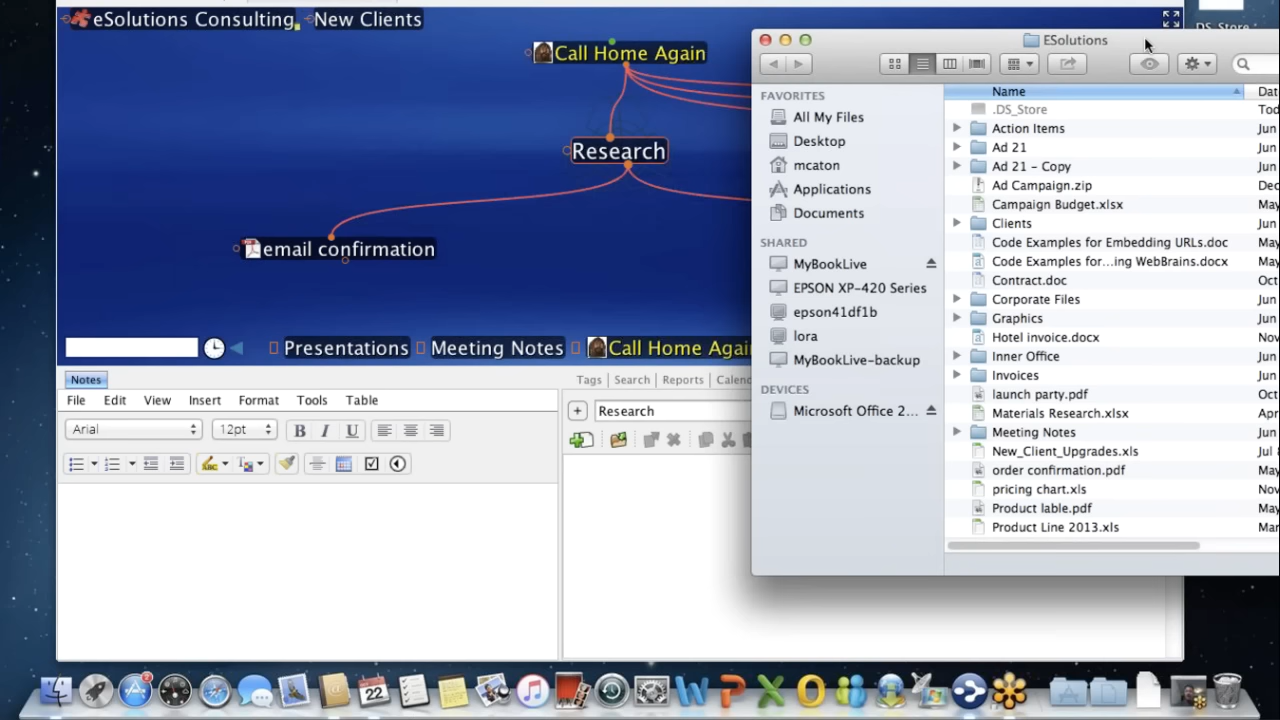 eSolutions Consulting
New Clients
DS_Store
Call Home Again
Research
email confirmation
Presentations
Meeting Notes
Call Home Again
Notes
File Edit View Insert Format Tools Table
Arial
12pt
B I U
ABC
Tags Search Reports
Research
ESolutions
FAVORITES
All My Files
Desktop
mcaton
Applications
Documents
SHARED
MyBookLive
EPSON XP-420 Series
epson41df1b
lora
MyBookLive-backup
DEVICES
Microsoft Office 2...
Name
.DS_Store
Action Items Jun
Ad 21 Jun
Ad 21 - Copy Jun
Ad Campaign.zip Dec
Campaign Budget.xlsx May
Clients Jun
Code Examples for Embedding URLs.doc May
Code Examples for...ing WebBrains.docx May
Contract.doc Oct
Corporate Files Jun
Graphics Jun
Hotel invoice.docx Nov
Inner Office Jun
Invoices Jun
launch party.pdf Oct
Materials Research.xlsx Apr
Meeting Notes Jun
New_Client_Upgrades.xls Jul
order confirmation.pdf May
pricing chart.xls Nov
Product lable.pdf May
Product Line 2013.xls Mar
22